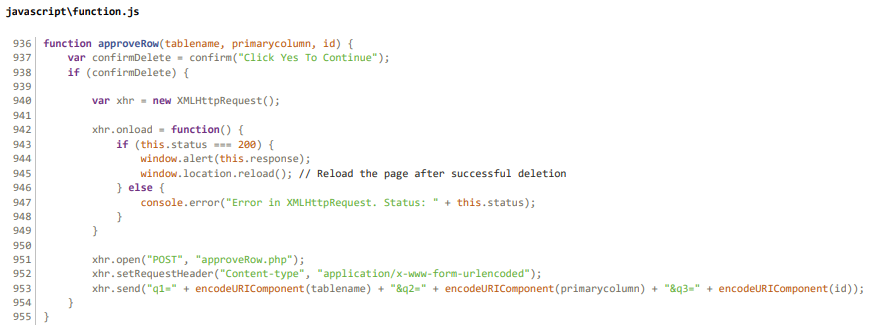 javascript\function.js
936 function approveRow(tablename, primarycolumn, id) {
937     var confirmDelete = confirm("Click Yes To Continue");
938     if (confirmDelete) {
939
940         var xhr = new XMLHttpRequest();
941
942         xhr.onload = function() {
943             if (this.status === 200) {
944                 window.alert(this.response);
945                 window.location.reload(); // Reload the page after successful deletion
946             } else {
947                 console.error("Error in XMLHttpRequest. Status: " + this.status);
948             }
949         }
950
951         xhr.open("POST", "approveRow.php");
952         xhr.setRequestHeader("Content-type", "application/x-www-form-urlencoded");
953         xhr.send("q1=" + encodeURIComponent(tablename) + "&q2=" + encodeURIComponent(primarycolumn) + "&q3=" + encodeURIComponent(id));
954     }
955 }